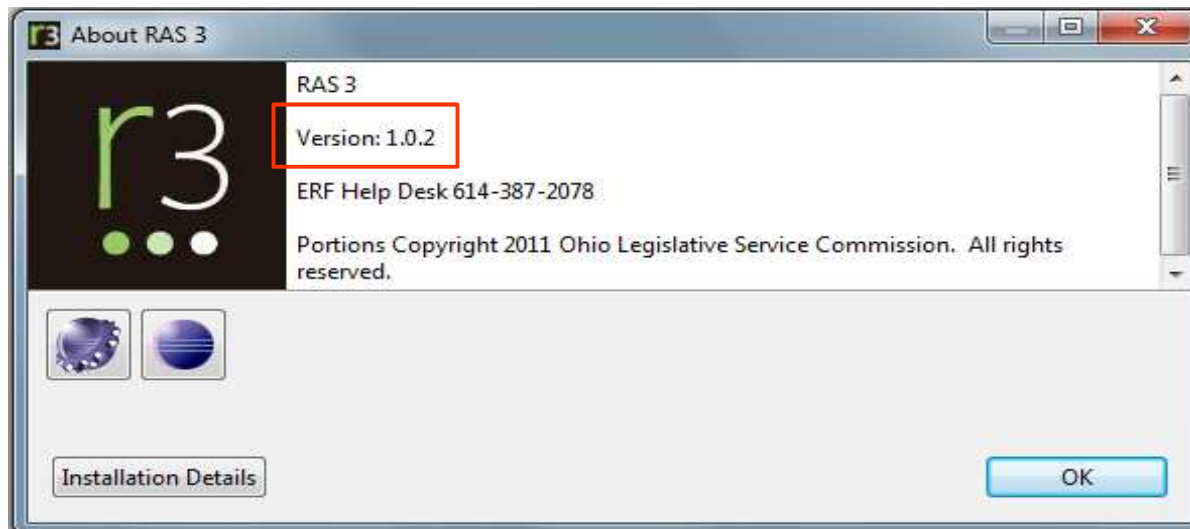 About RAS 3
r3
RAS 3
Version: 1.0.2
ERF Help Desk 614-387-2078
Portions Copyright 2011 Ohio Legislative Service Commission.  All rights
reserved.
Installation Details
OK